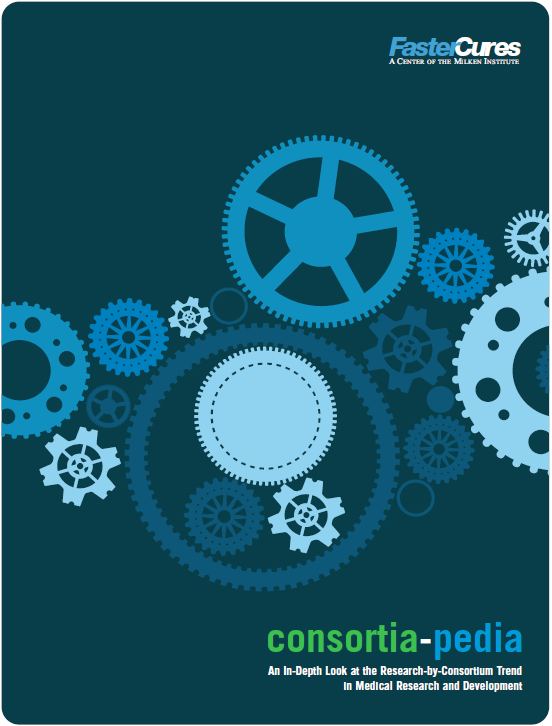 FasterCures
A Center of the Milken Institute
consortia-pedia
An In-Depth Look at the Research-by-Consortium Trend
in Medical Research and Development